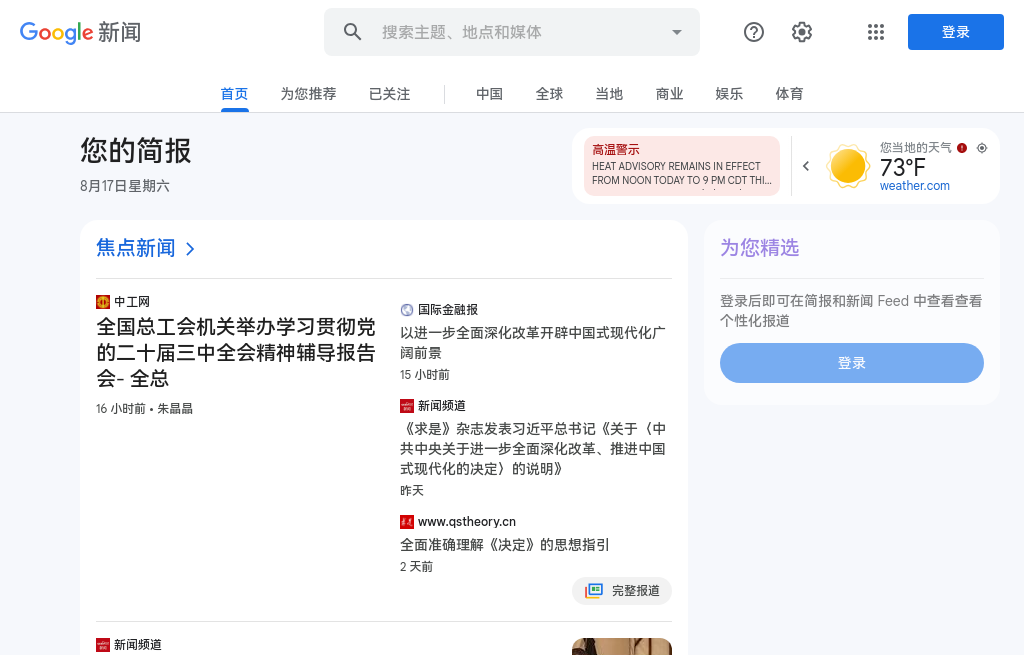 Google 新闻
搜索主题、地点和媒体
登录
首页
为您推荐
已关注
中国
全球
当地
商业
娱乐
体育
您的简报
8月17日星期六
高温警示
HEAT ADVISORY REMAINS IN EFFECT
FROM NOON TODAY TO 9 PM CDT THI...
您当地的天气
73°F
weather.com
焦点新闻
中工网
全国总工会机关举办学习贯彻党
的二十届三中全会精神辅导报告
会- 全总
16 小时前 • 朱晶晶
国际金融报
以进一步全面深化改革开辟中国式现代化广
阔前景
15 小时前
新闻频道
《求是》杂志发表习近平总书记《关于〈中
共中央关于进一步全面深化改革、推进中国
式现代化的决定〉的说明》
昨天
www.qstheory.cn
全面准确理解《决定》的思想指引
2 天前
完整报道
新闻频道
为您精选
登录后即可在简报和新闻 Feed 中查看查看
个性化报道
登录